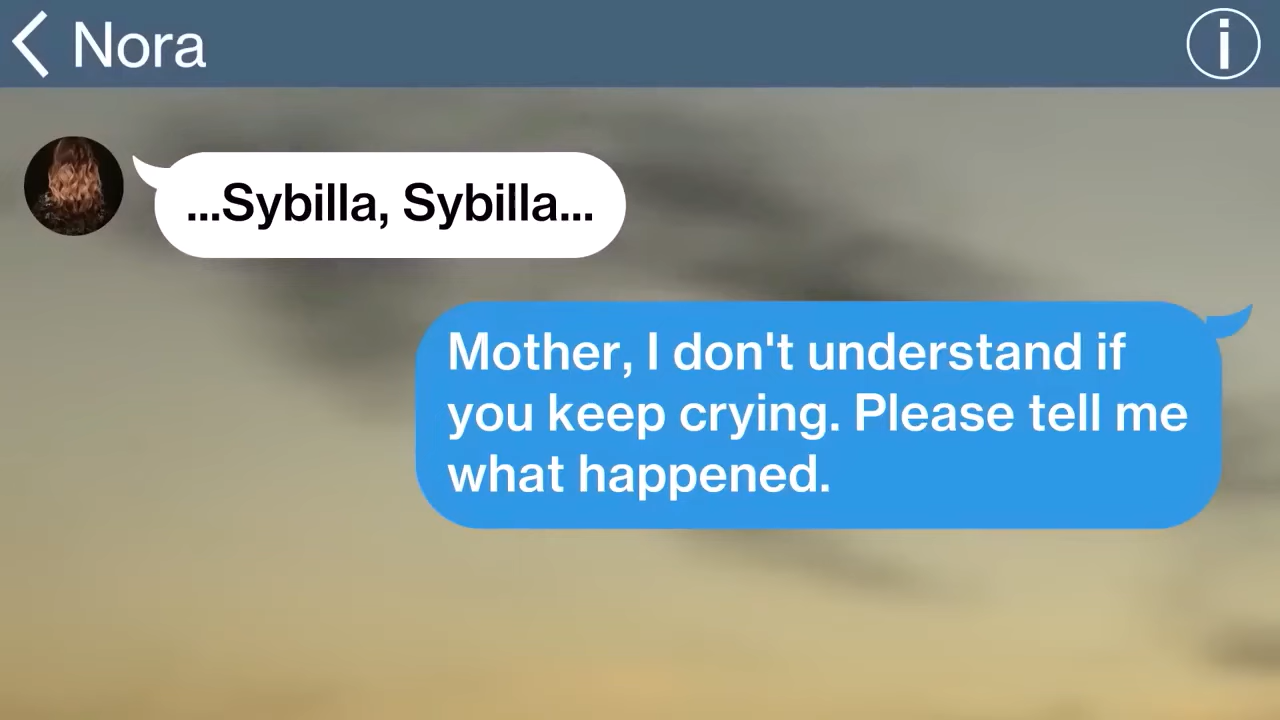 Nora
i
...Sybilla, Sybilla...
Mother, I don't understand if
you keep crying. Please tell me
what happened.